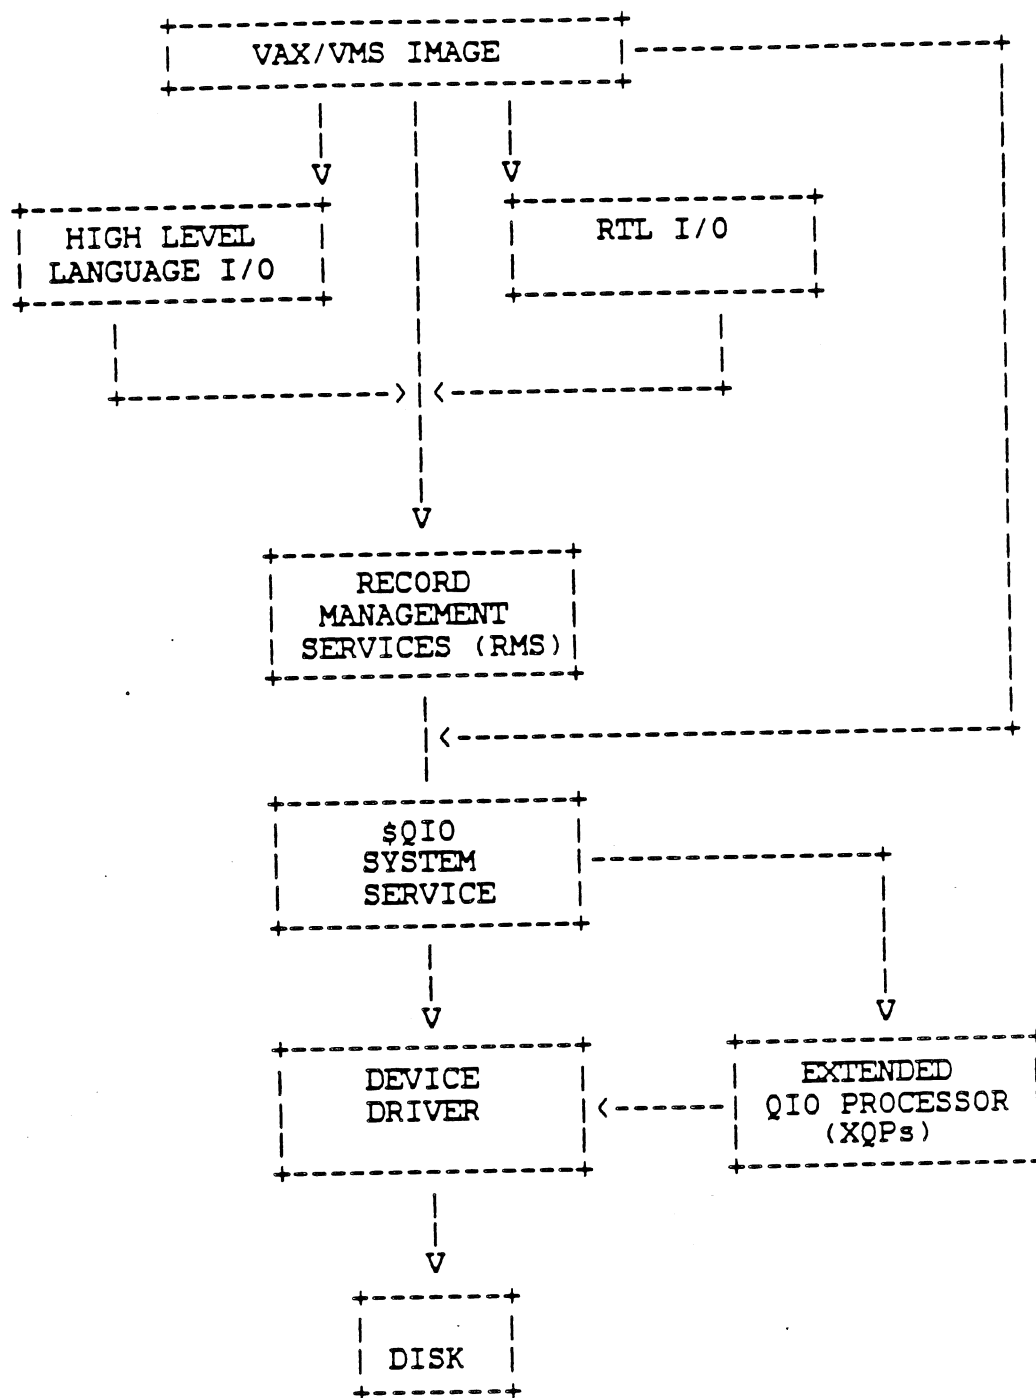 VAX/VMS IMAGE
HIGH LEVEL
LANGUAGE I/O
RTL I/O
RECORD
MANAGEMENT
SERVICES (RMS)
$QIO
SYSTEM
SERVICE
DEVICE
DRIVER
EXTENDED
QIO PROCESSOR
(XQPs)
DISK